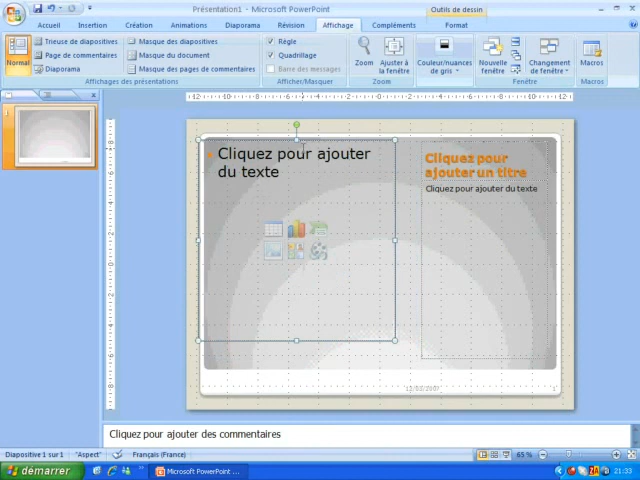 Présentation1 - Microsoft PowerPoint
Outils de dessin
Accueil Insertion Création Animations Diaporama Révision Affichage Compléments Format
Normal
Trieuse de diapositives
Page de commentaires
Diaporama
Masque des diapositives
Masque du document
Masque des pages de commentaires
Affichages des présentations
Règle
Quadrillage
Barre des messages
Afficher/Masquer
Zoom
Ajuster à la fenêtre
Zoom
Couleur/nuances de gris
Nouvelle fenêtre
Changement de fenêtre
Fenêtre
Macros
Macros
1
Cliquez pour ajouter
du texte
Cliquez pour
ajouter un titre
Cliquez pour ajouter du texte
1
Cliquez pour ajouter des commentaires
Diapositive 1 sur 1 "Aspect" Français (France) 65 %
démarrer Microsoft PowerPoint ... 21:33